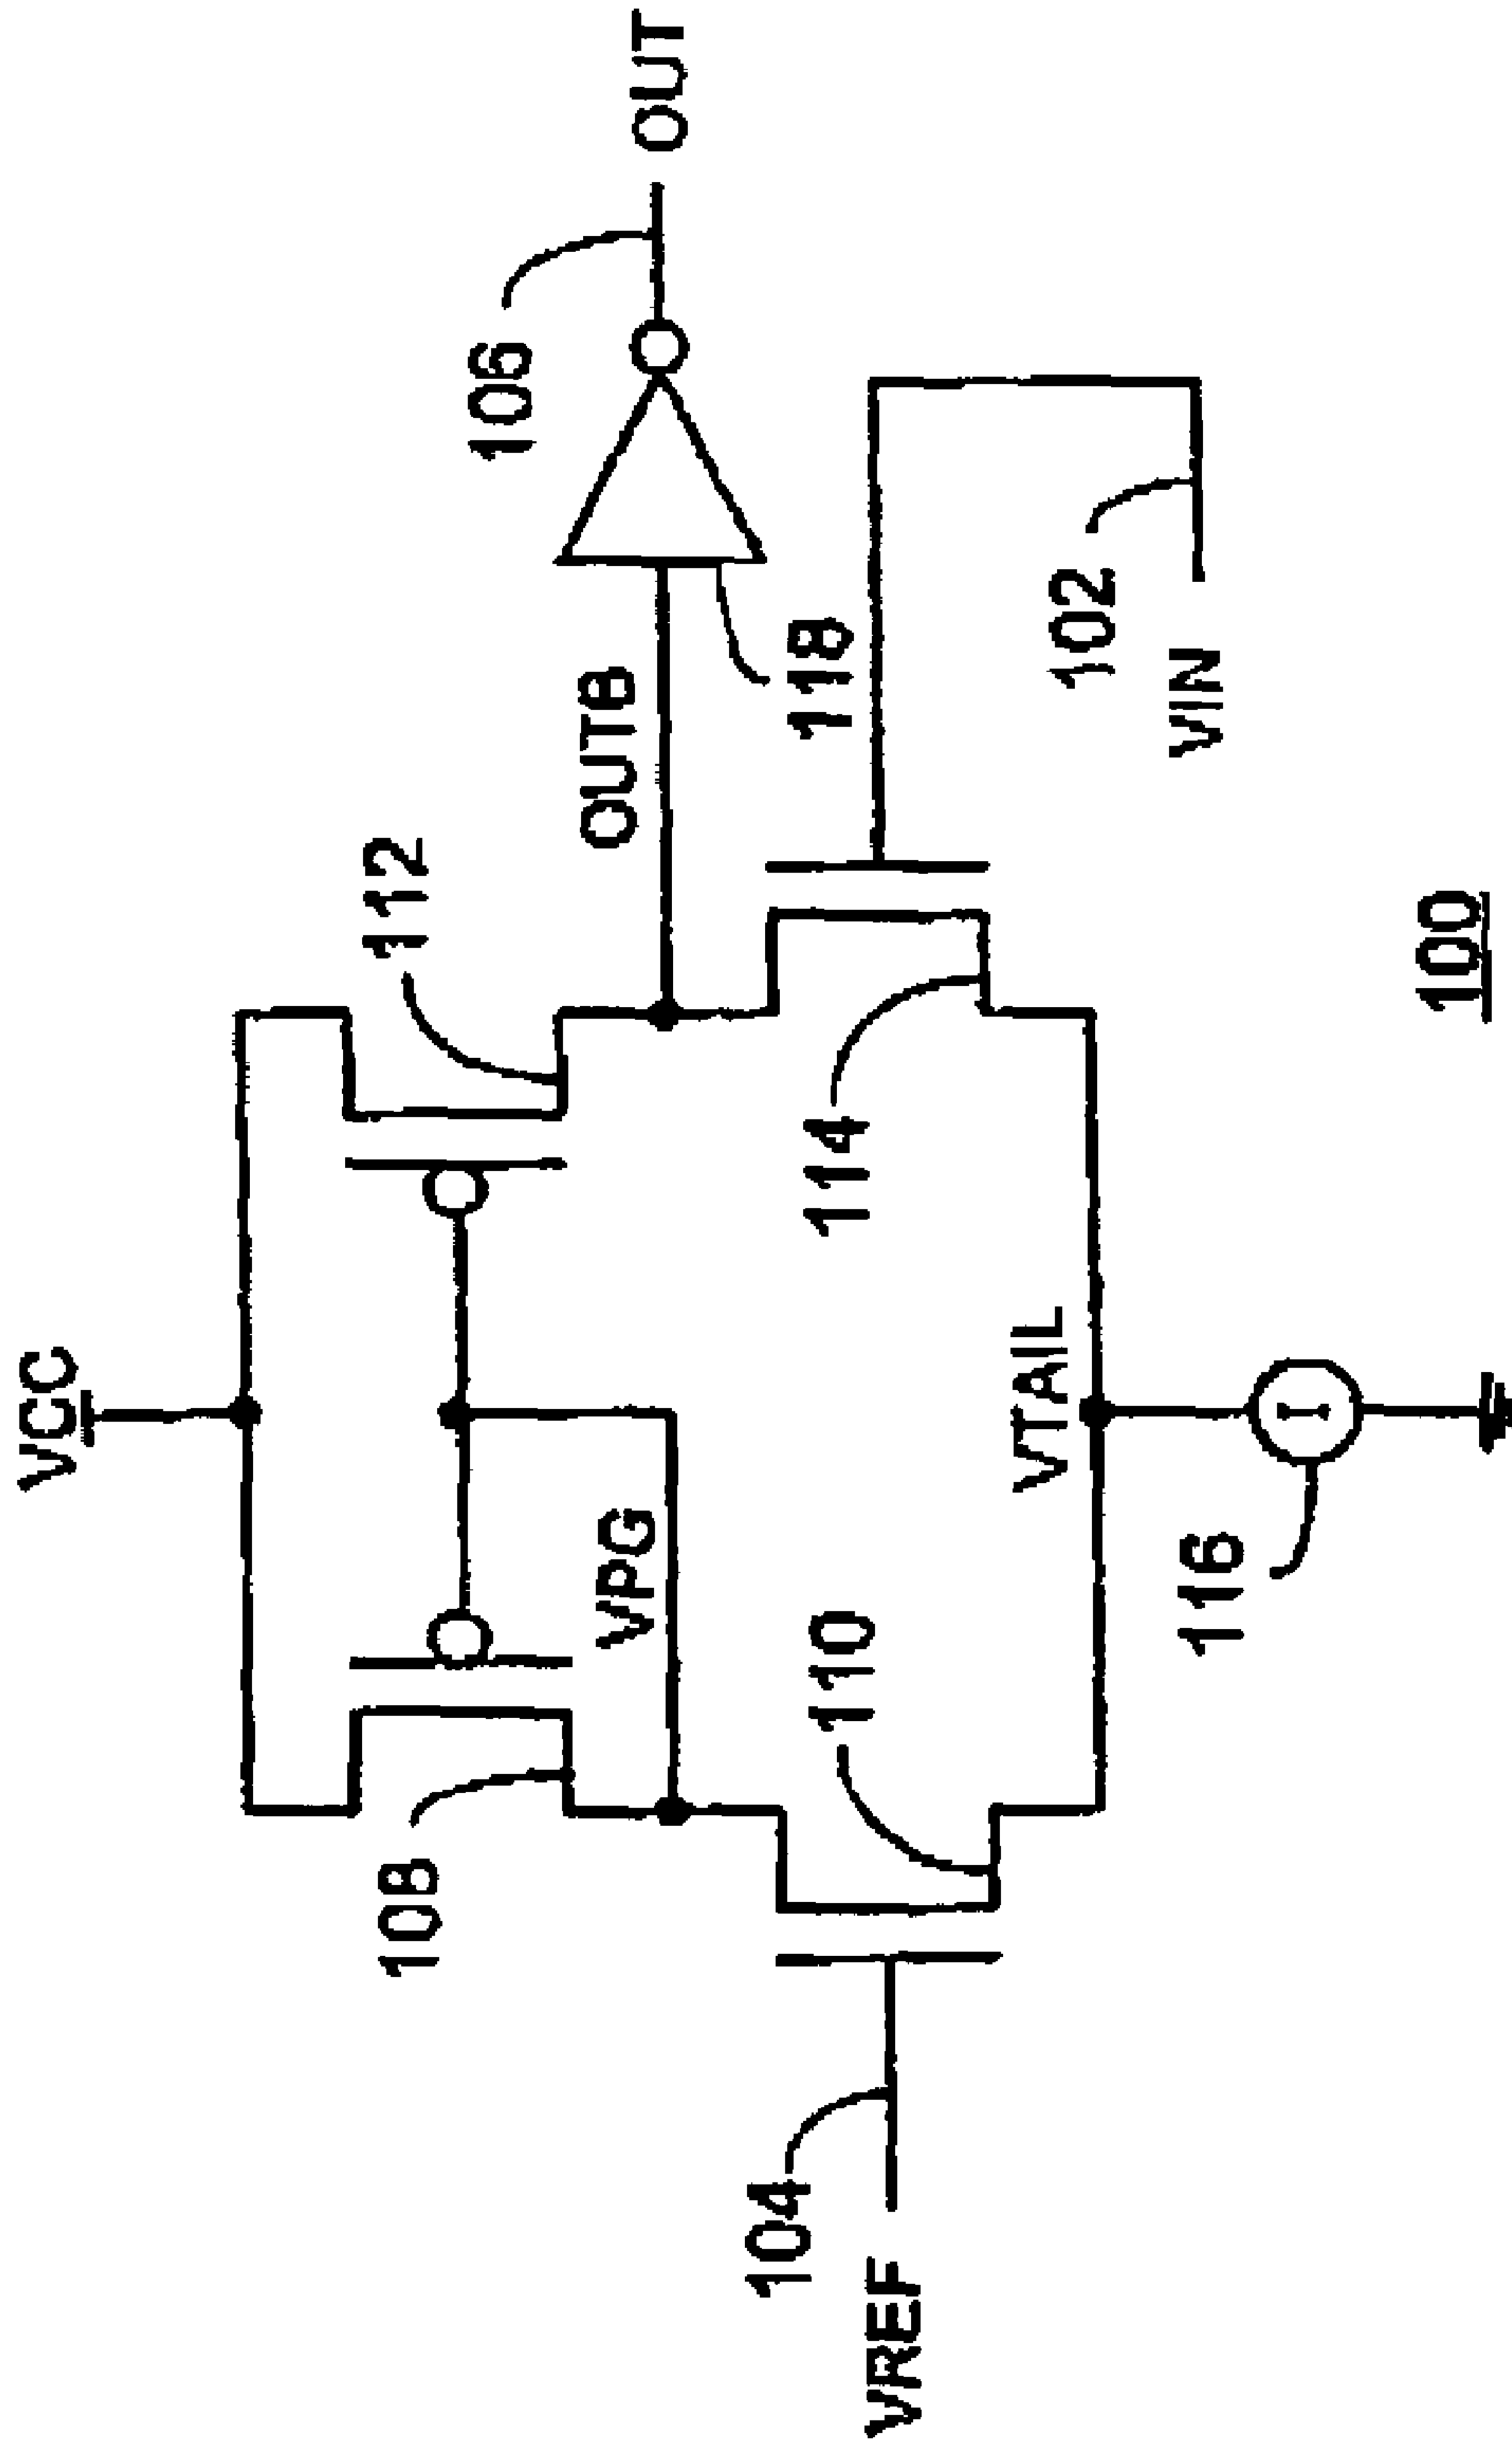 VCC
108
112
106
VPG
OUTB
OUT
104
110
114
118
VREF
VTAIL
102
116
I
VIN
100